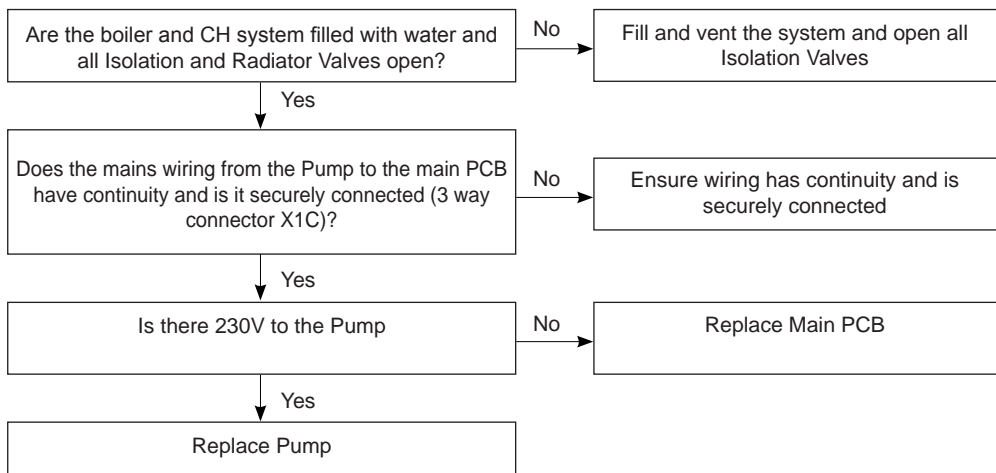 Are the boiler and CH system filled with water and
all Isolation and Radiator Valves open?
No
Fill and vent the system and open all
Isolation Valves
Yes
Does the mains wiring from the Pump to the main PCB
have continuity and is it securely connected (3 way
connector X1C)?
No
Ensure wiring has continuity and is
securely connected
Yes
Is there 230V to the Pump
No
Replace Main PCB
Yes
Replace Pump